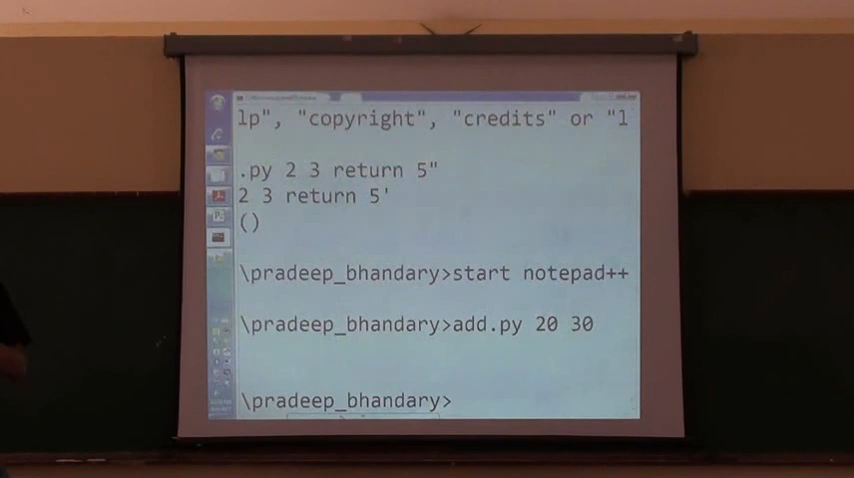 lp", "copyright", "credits" or "l
.py 2 3 return 5"
2 3 return 5'
()
\pradeep_bhandary>start notepad++
\pradeep_bhandary>add.py 20 30
\pradeep_bhandary>